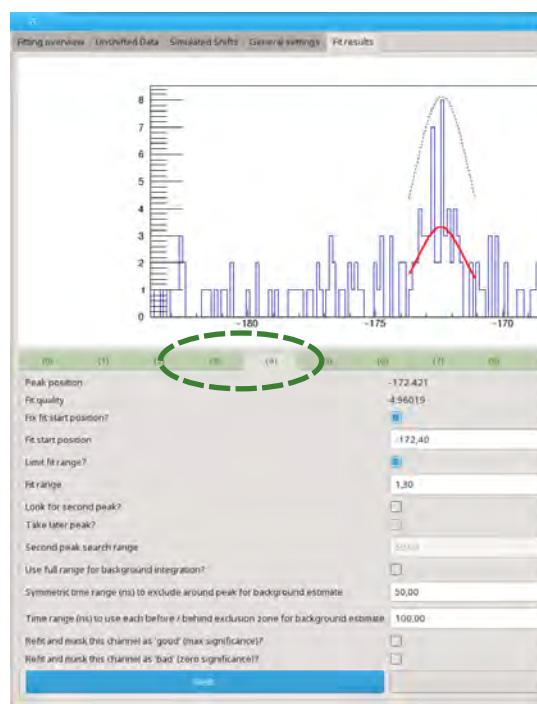 Fitting overview Unshifted Data Simulated Shifts General settings Fit results
8
7
6
5
4
3
2
1
0
-180 -175 -170
(0) (1) (3) (4) (6) (7)
Peak position -172.421
Fit quality 4.96019
Fix fit start position?
Fit start position -172,40
Limit fit range?
Fit range 1,30
Look for second peak?
Take later peak?
Second peak search range
Use full range for background integration?
Symmetric time range (ns) to exclude around peak for background estimate 50,00
Time range (ns) to use each before / behind exclusion zone for background estimate 100,00
Refit and mask this channel as 'good' (max significance)?
Refit and mask this channel as 'bad' (zero significance)?